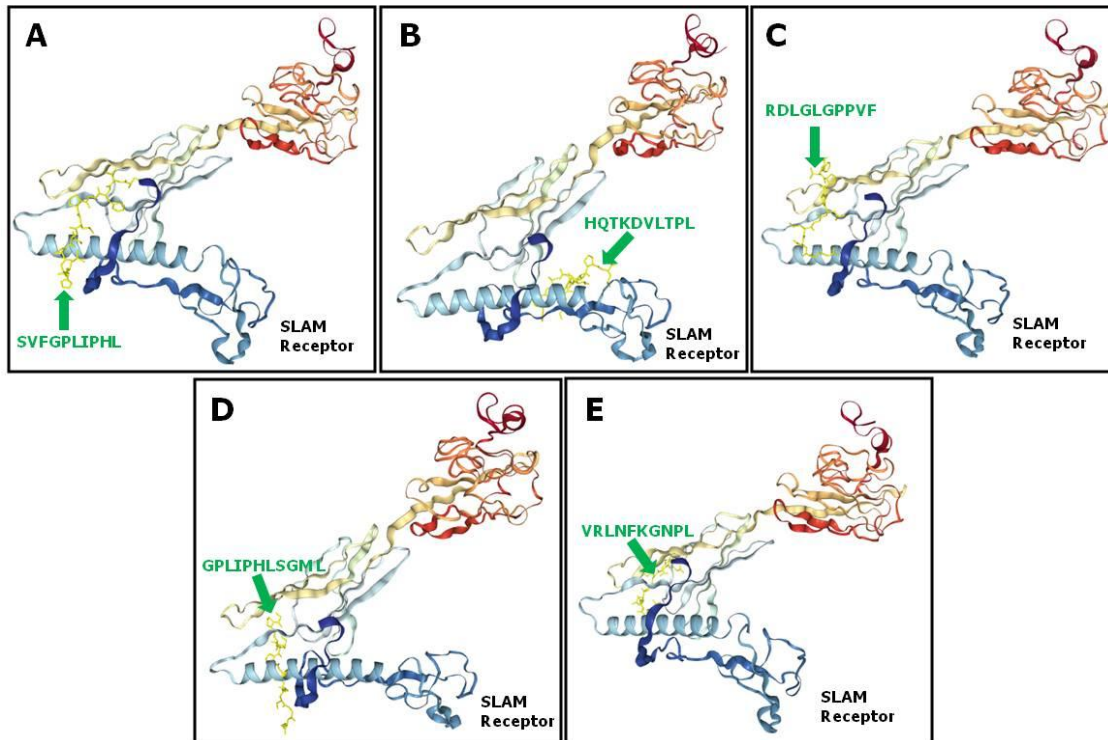 A
SVFGPLIPHL
SLAM
Receptor
B
HQTKDVLTPL
SLAM
Receptor
C
RDLGLGPPVF
SLAM
Receptor
D
GPLIPHLSGML
SLAM
Receptor
E
VRLNFKGNPL
SLAM
Receptor